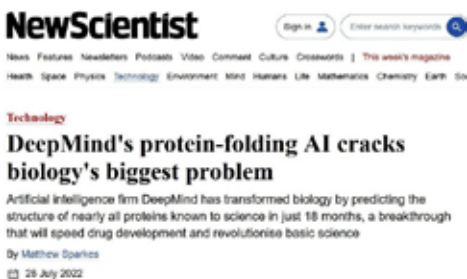 NewScientist
Sign in Enter search keywords
News Features Newsletters Podcasts Video Comment Culture Crosswords | This week's magazine
Health Space Physics Technology Environment Mind Humans Life Mathematics Chemistry Earth
Technology
DeepMind's protein-folding AI cracks
biology's biggest problem
Artificial intelligence firm DeepMind has transformed biology by predicting the
structure of nearly all proteins known to science in just 18 months, a breakthrough
that will speed drug development and revolutionise basic science
By Matthew Sparkes
28 July 2022